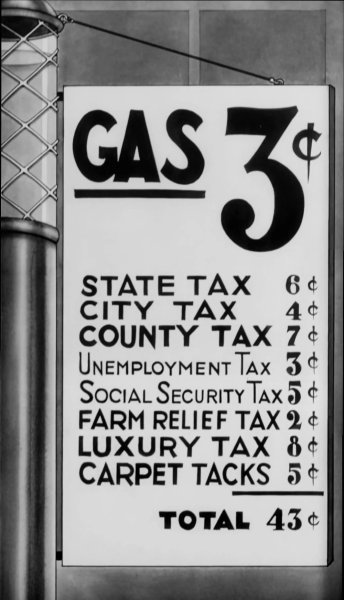 GAS 3¢
STATE TAX 6¢
CITY TAX 4¢
COUNTY TAX 7¢
UNEMPLOYMENT TAX 3¢
SOCIAL SECURITY TAX 5¢
FARM RELIEF TAX 2¢
LUXURY TAX 8¢
CARPET TACKS 5¢
TOTAL 43¢